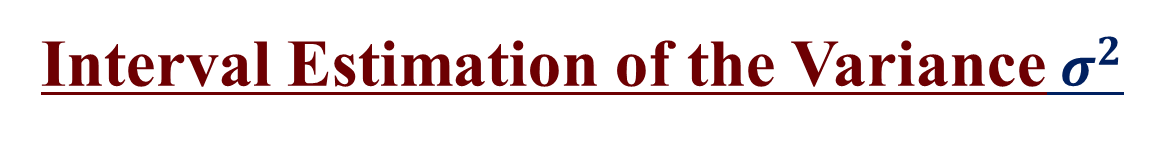 Interval Estimation of the Variance σ²